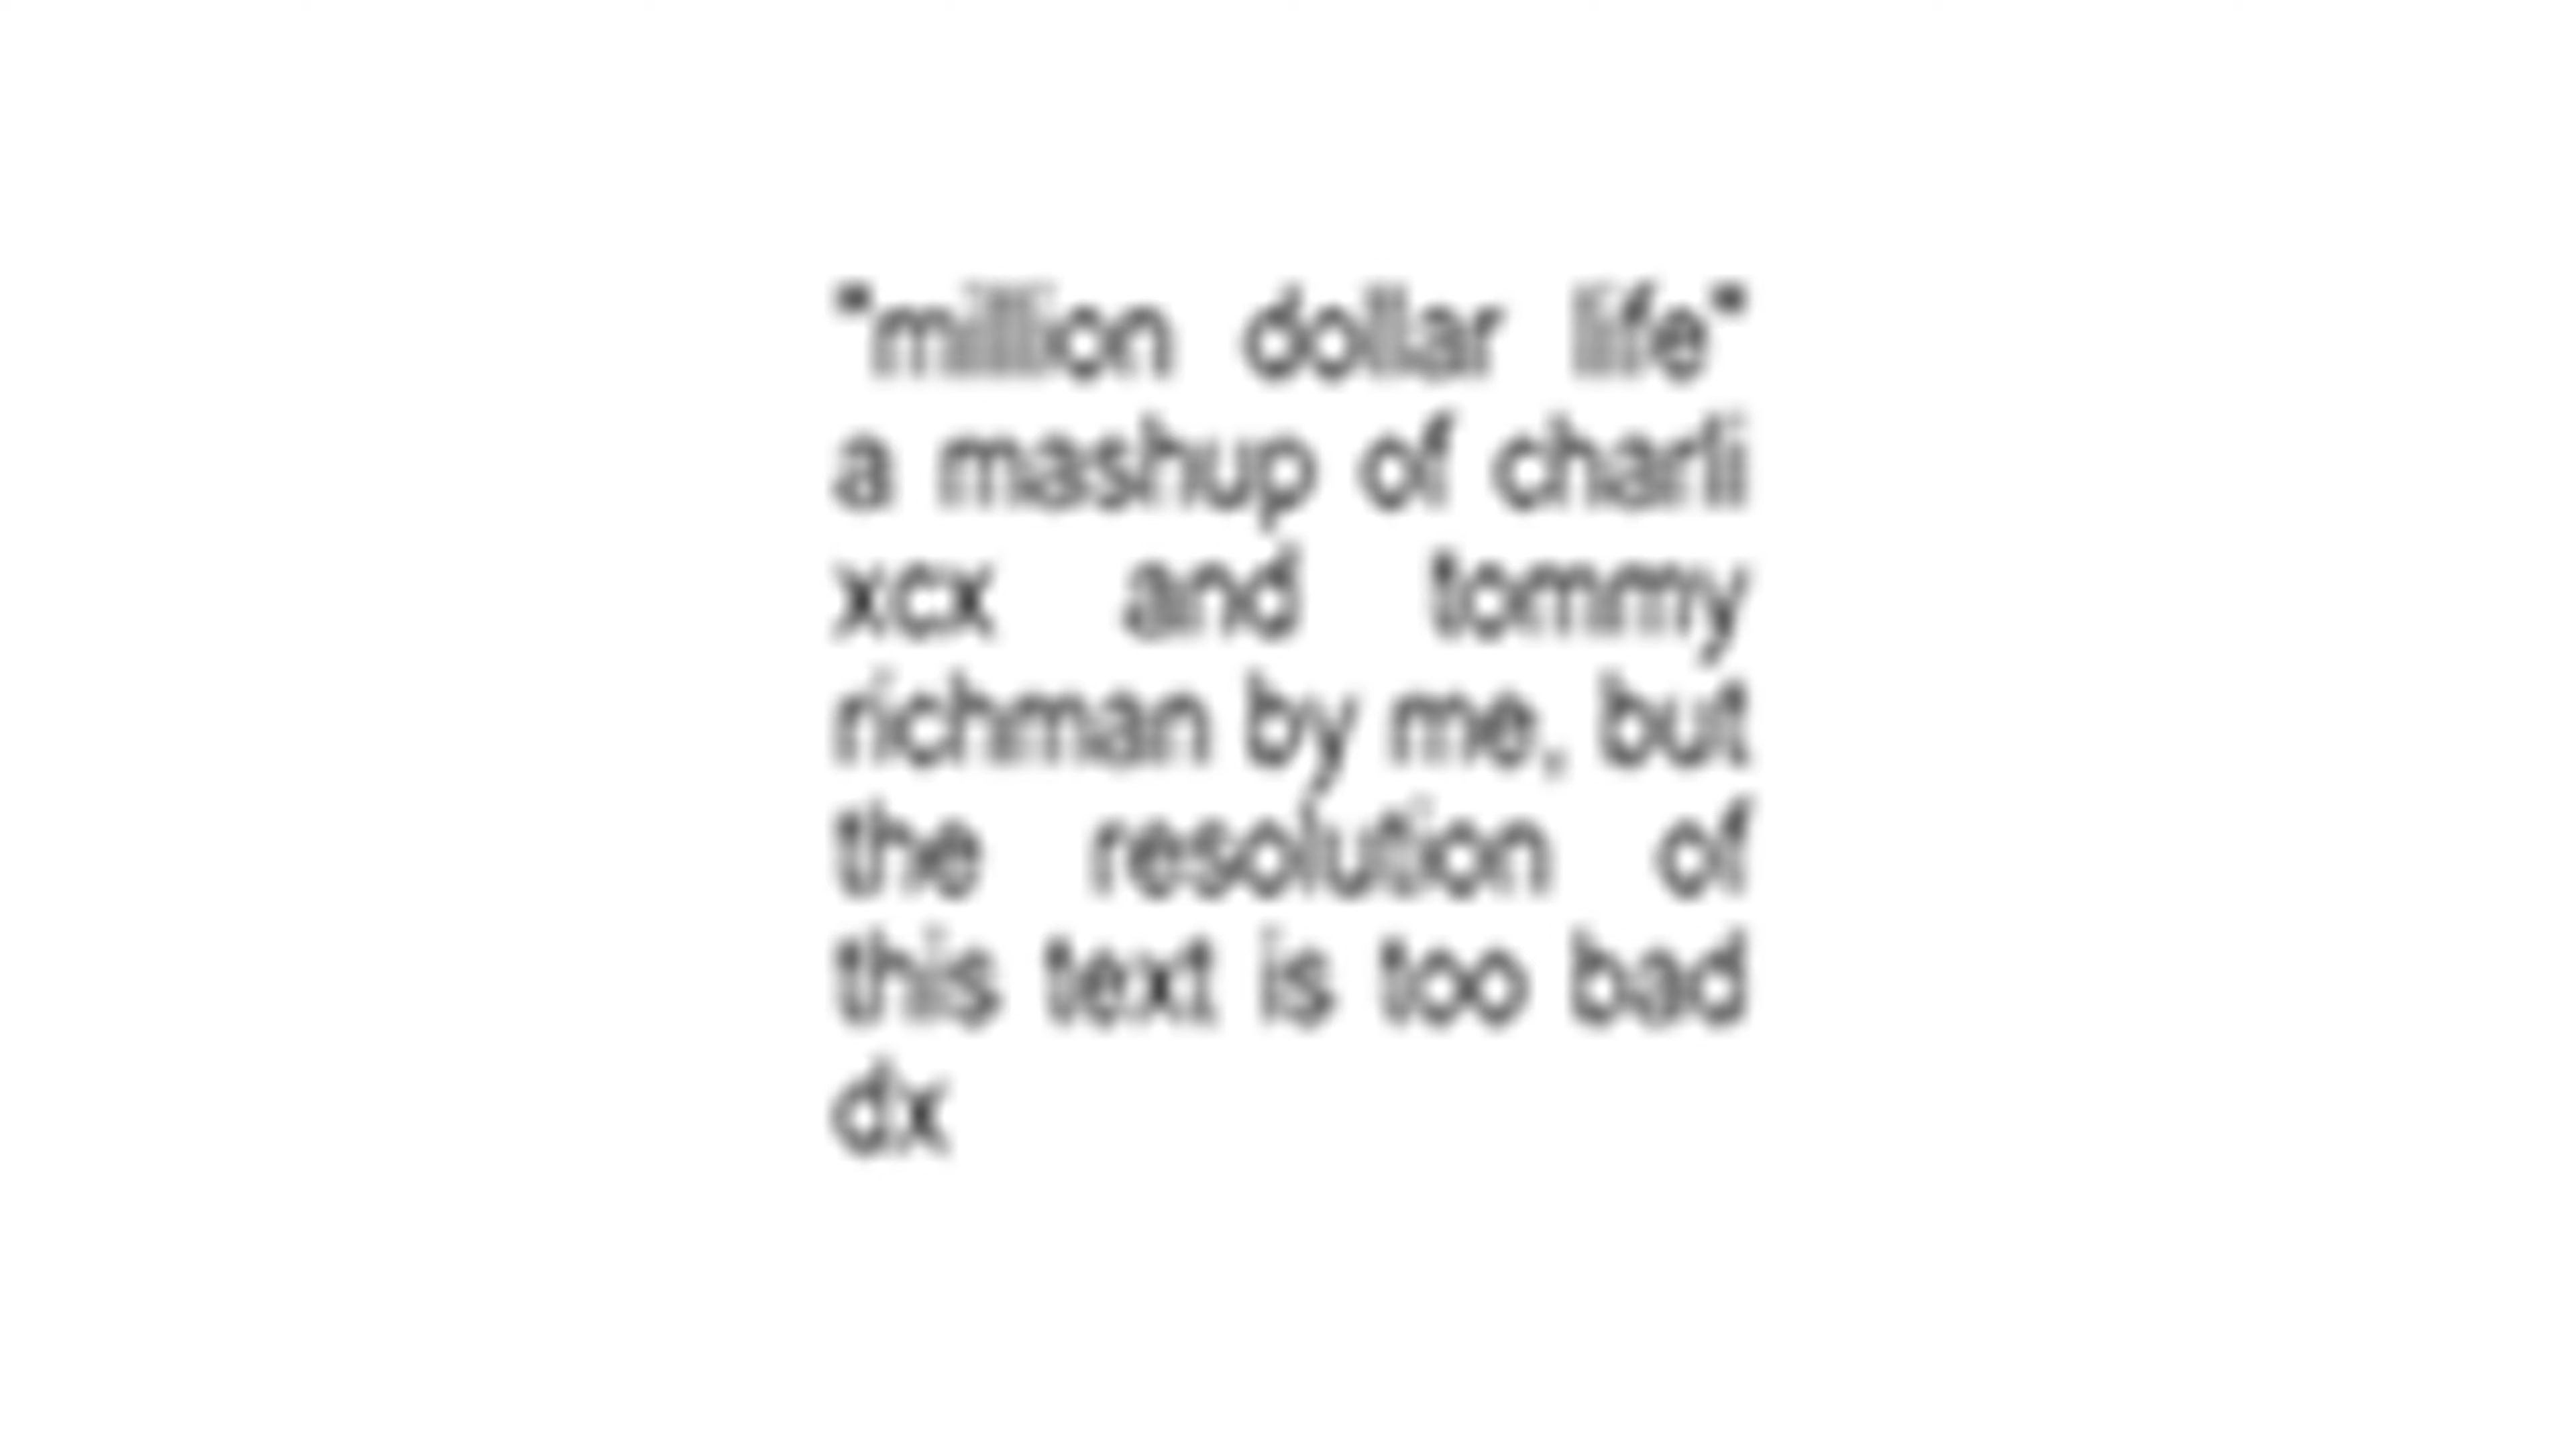 "million dollar life"
a mashup of charli
xcx and tommy
richman by me, but
the resolution of
this text is too bad
dx